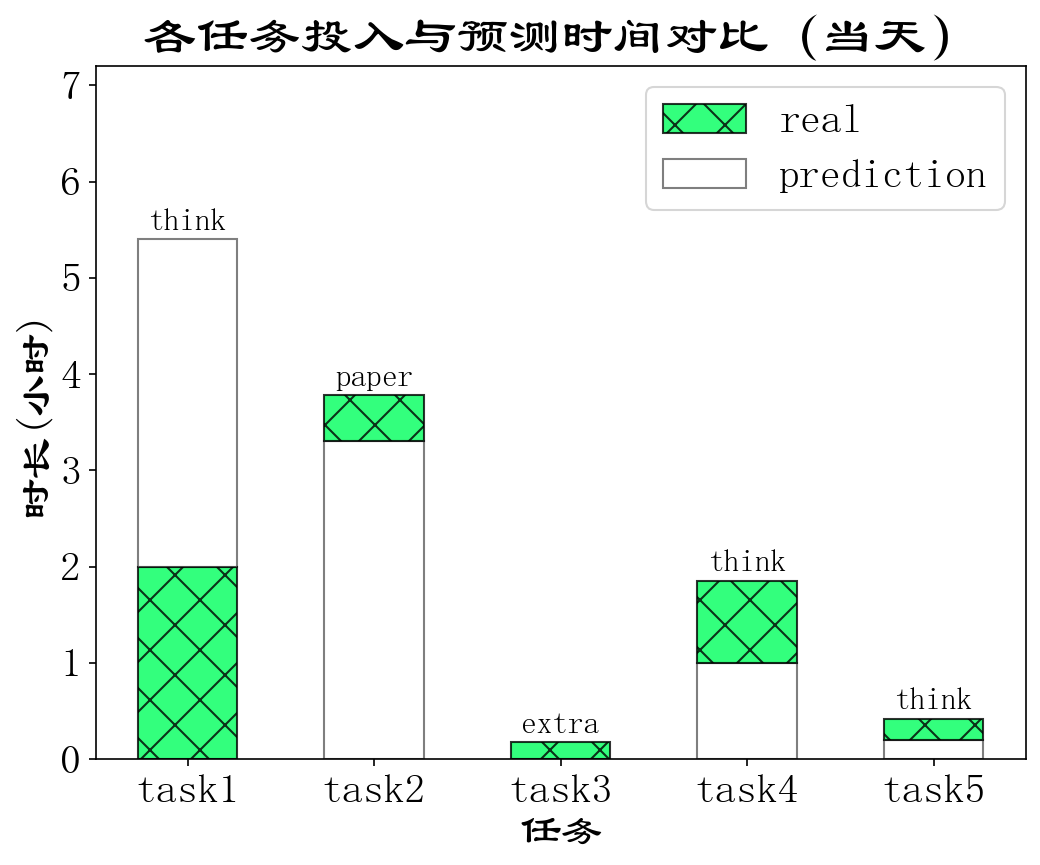 各任务投入与预测时间对比 (当天)
real
prediction
时长(小时)
7
6
5
4
3
2
1
0
think
paper
extra
think
think
task1 task2 task3 task4 task5
任务